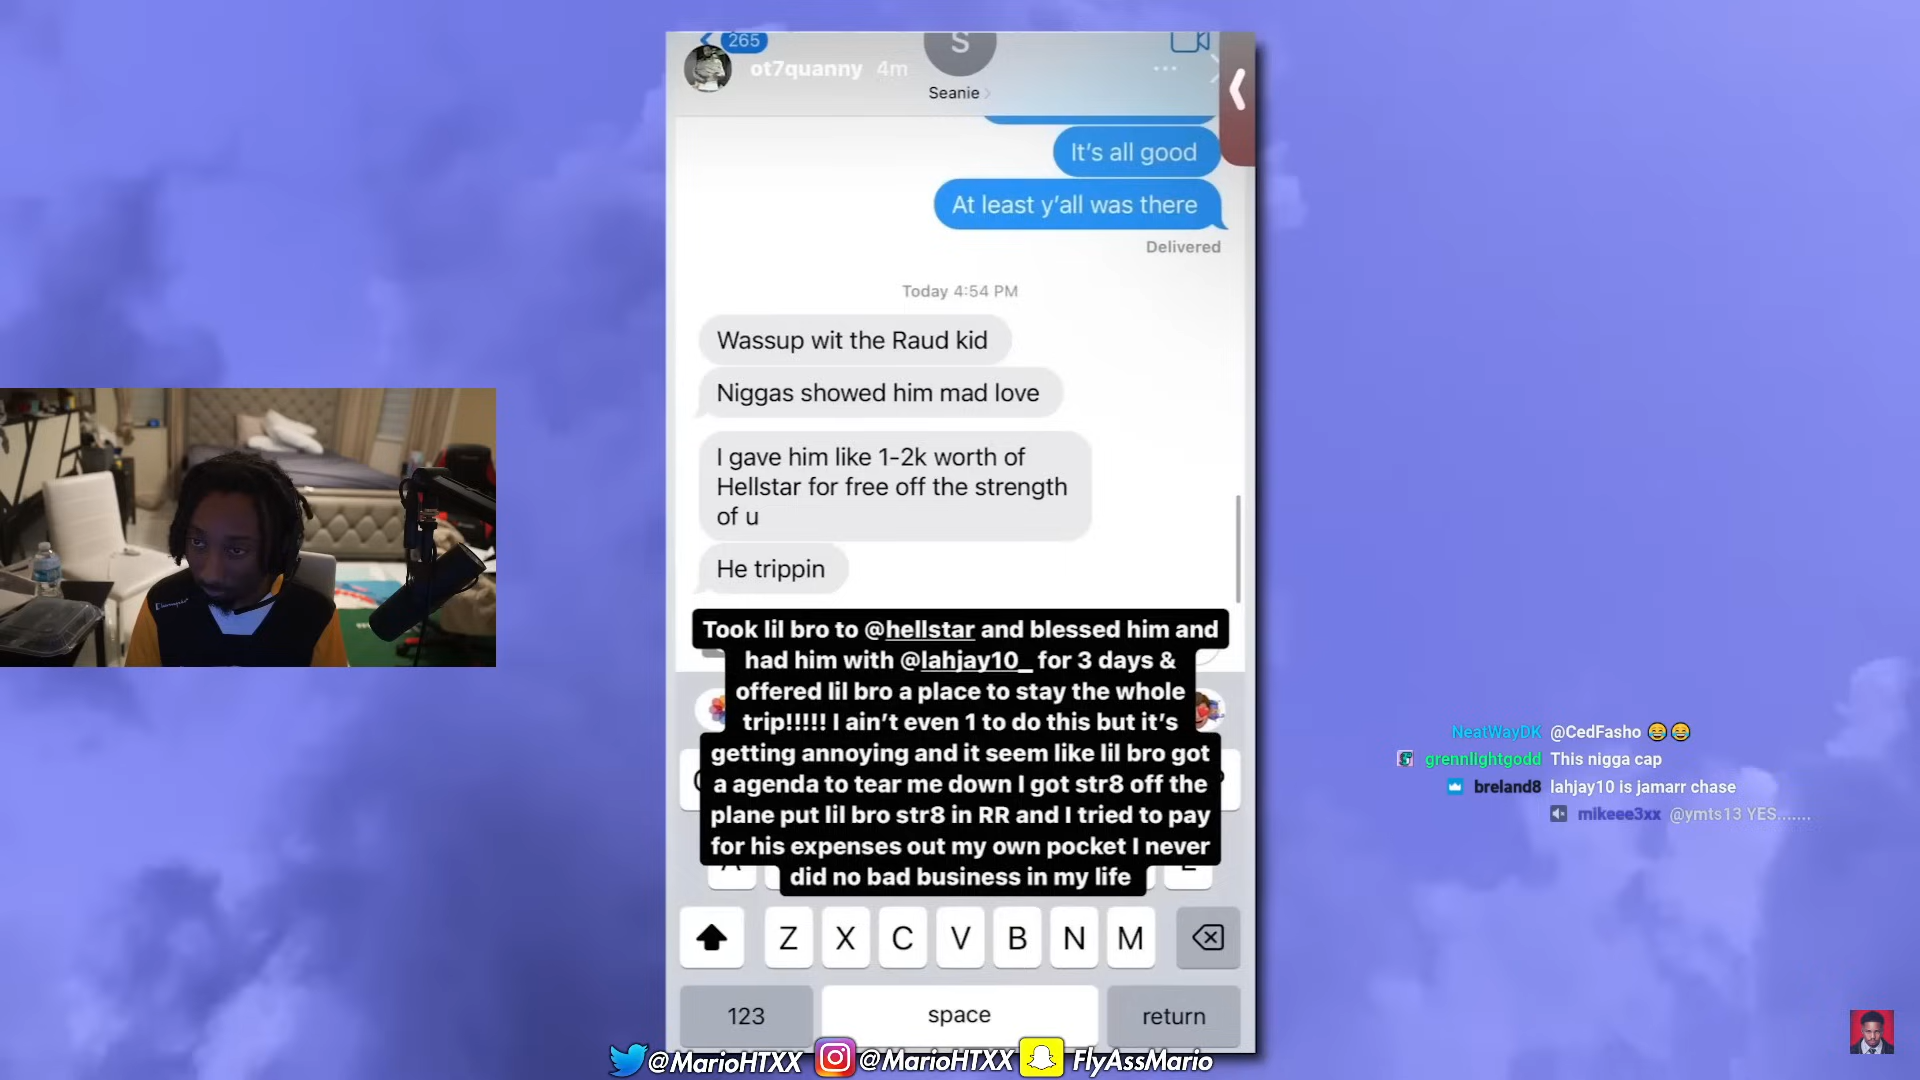 265
S
ot7quanny 4m
Seanie
It's all good
At least y'all was there
Delivered
Today 4:54 PM
Wassup wit the Raud kid
Niggas showed him mad love
I gave him like 1-2k worth of
Hellstar for free off the strength
of u
He trippin
Took lil bro to @hellstar and blessed him and
had him with @lahjay10_ for 3 days &
offered lil bro a place to stay the whole
trip!!!!! I ain't even 1 to do this but it's
getting annoying and it seem like lil bro got
a agenda to tear me down I got str8 off the
plane put lil bro str8 in RR and I tried to pay
for his expenses out my own pocket I never
did no bad business in my life
Z X C V B N M
123 space return
@MarioHTXX @MarioHTXX FlyAssMario
NeatWayDK @CedFasho 😂 😂
grennlightgodd This nigga cap
breland8 lahjay10 is jamarr chase
mikeee3xx @ymts13 YES.......